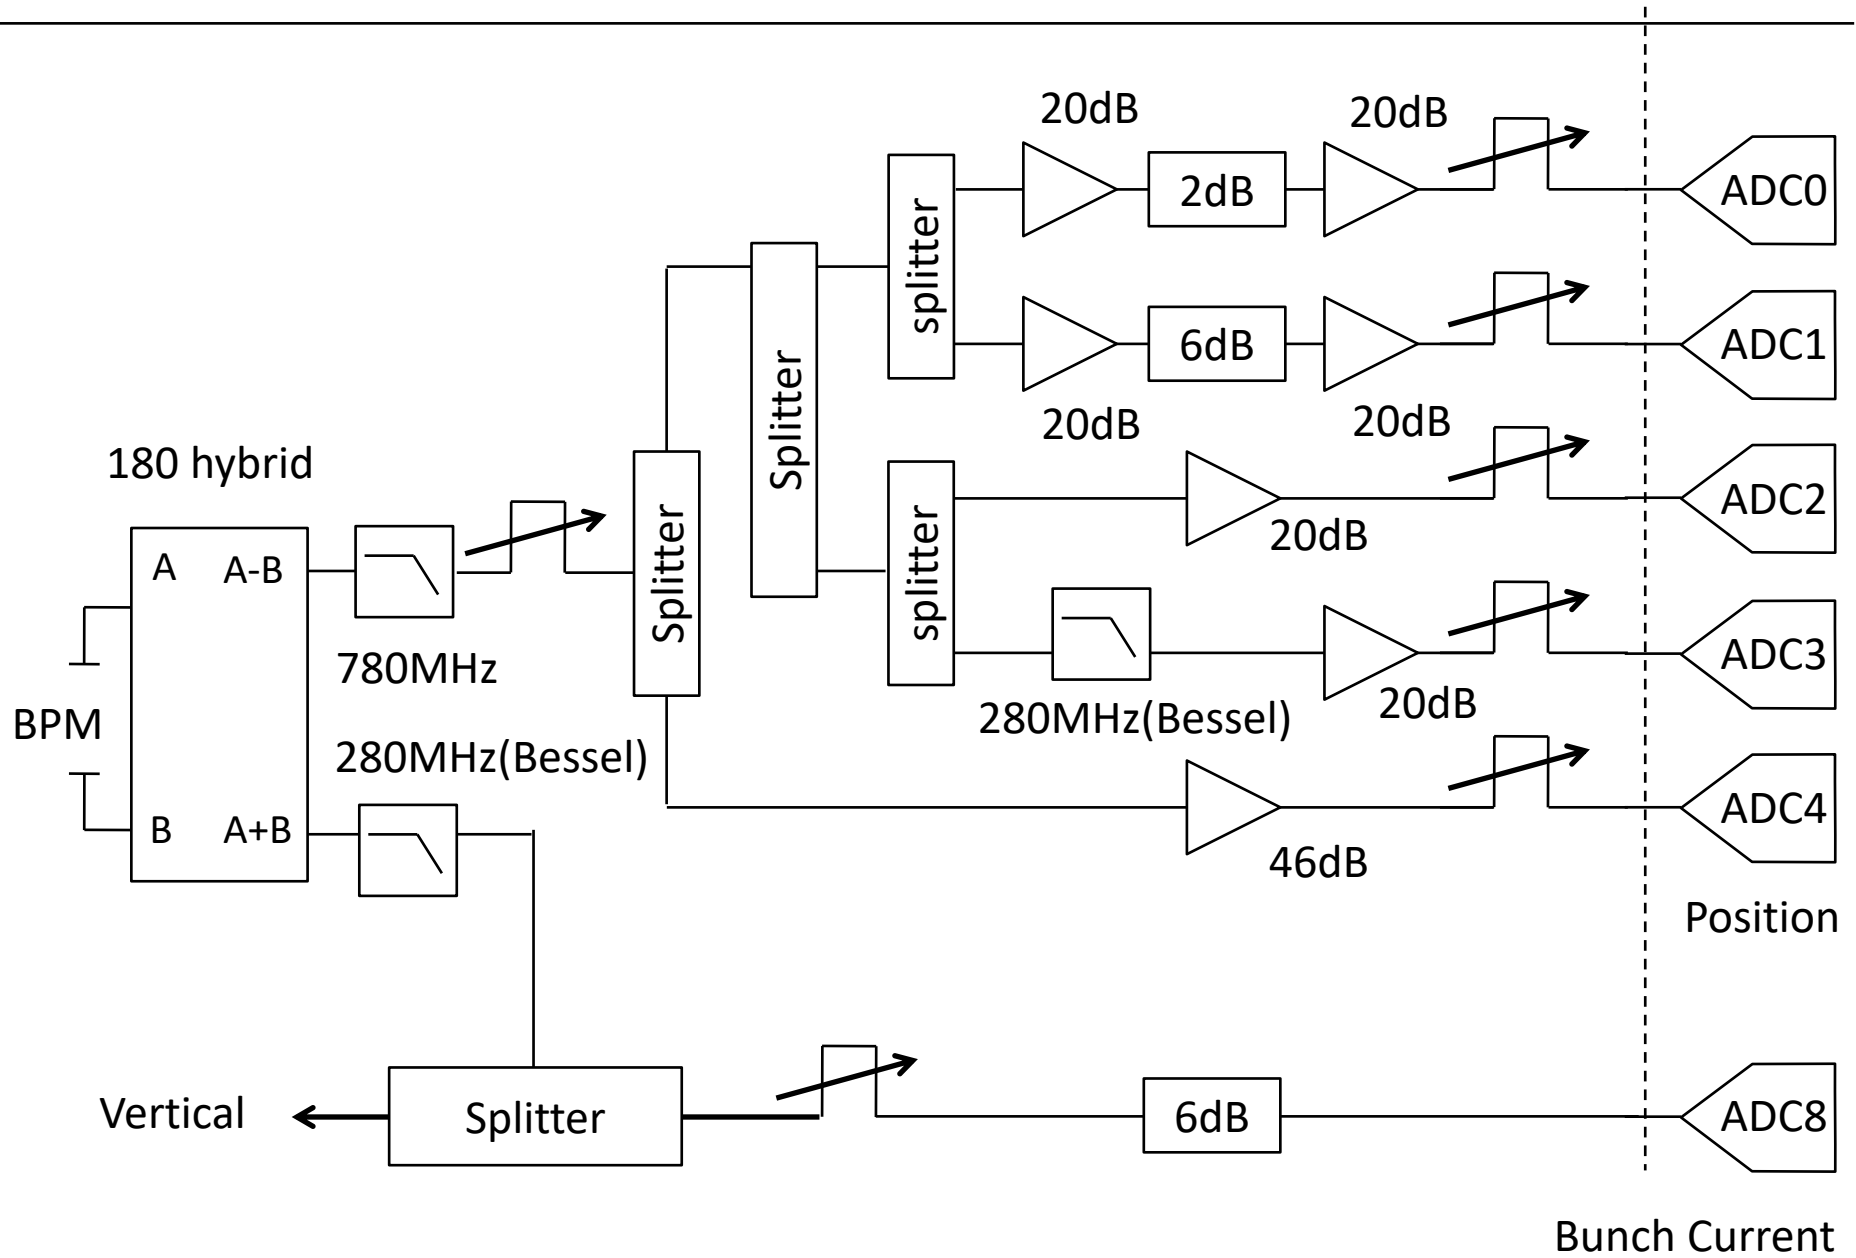 20dB
20dB
2dB
ADC0
splitter
6dB
ADC1
20dB
20dB
Splitter
180 hybrid
ADC2
20dB
A
A-B
Splitter
splitter
780MHz
ADC3
280MHz(Bessel)
20dB
BPM
280MHz(Bessel)
B
A+B
ADC4
46dB
Position
Vertical
Splitter
6dB
ADC8
Bunch Current